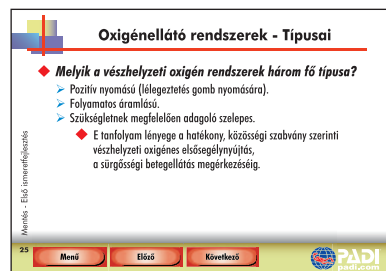 Oxigénellátó rendszerek - Típusai
Melyik a vészhelyzeti oxigén rendszerek három fő típusa?
Pozitív nyomású (lélegeztetés gomb nyomására).
Folyamatos áramlású.
Szükségletnek megfelelően adagoló szelepes.
E tanfolyam lényege a hatékony, közösségi szabvány szerinti
vészhelyzeti oxigénes elsősegélynyújtás,
a sürgősségi betegellátás megérkezéséig.
Mentés - Első ismeretfejlesztés
25
Menü
Előző
Következő
PADI
padi.com